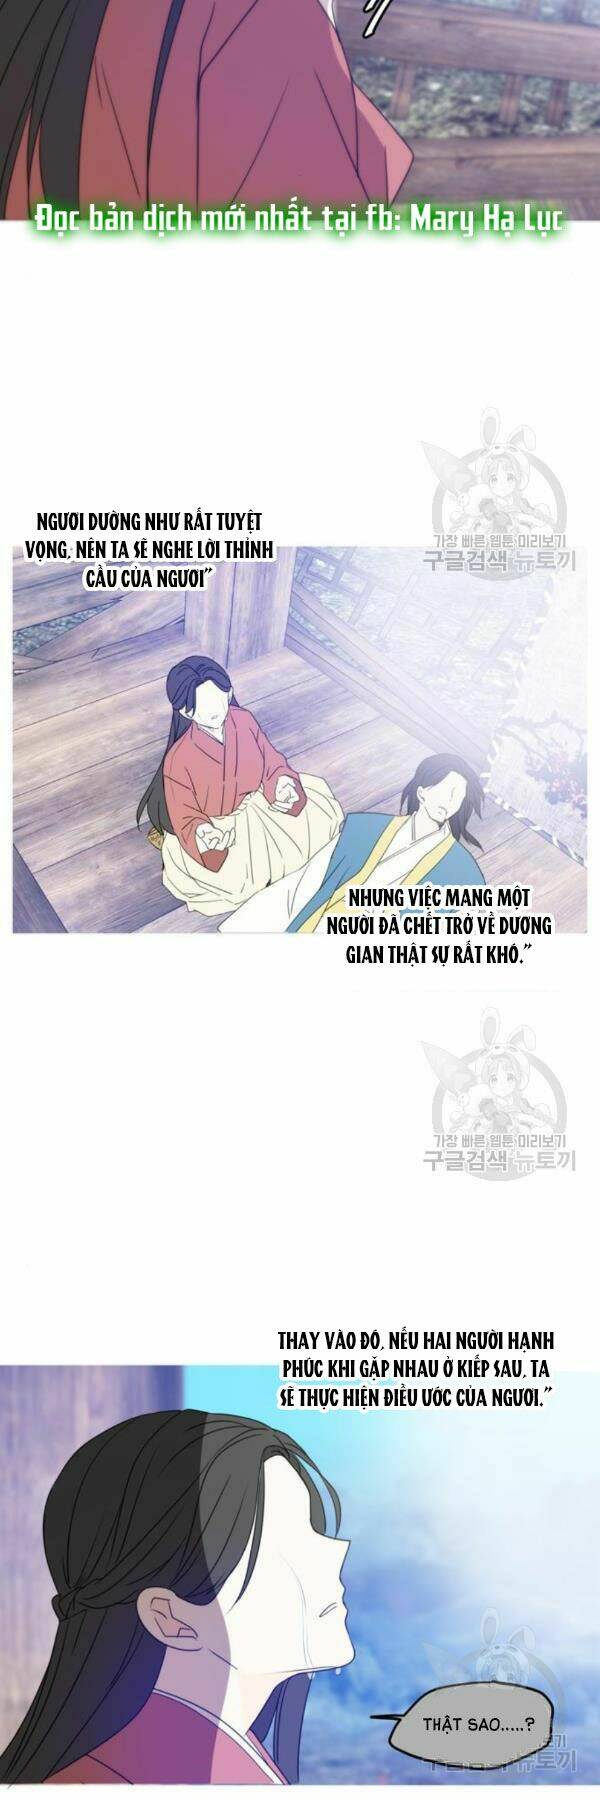 Đọc bản dịch mới nhất tại fb: Mary Hạ Lục
NGƯƠI DƯỜNG NHƯ RẤT TUYỆT
VỌNG, NÊN TA SẼ NGHE LỜI THỈNH
CẦU CỦA NGƯƠI"
가장 빠른 웹툰 미리보기
구글검색 뉴토끼
NHƯNG VIỆC MANG MỘT
NGƯỜI ĐÃ CHẾT TRỞ VỀ DƯƠNG
GIAN THẬT SỰ RẤT KHÓ."
가장 빠른 웹툰 미리보기
구글검색 뉴토끼
THAY VÀO ĐÓ, NẾU HAI NGƯỜI HẠNH
PHÚC KHI GẶP NHAU Ở KIẾP SAU, TA
SẼ THỰC HIỆN ĐIỀU ƯỚC CỦA NGƯƠI."
THẬT SAO.....?